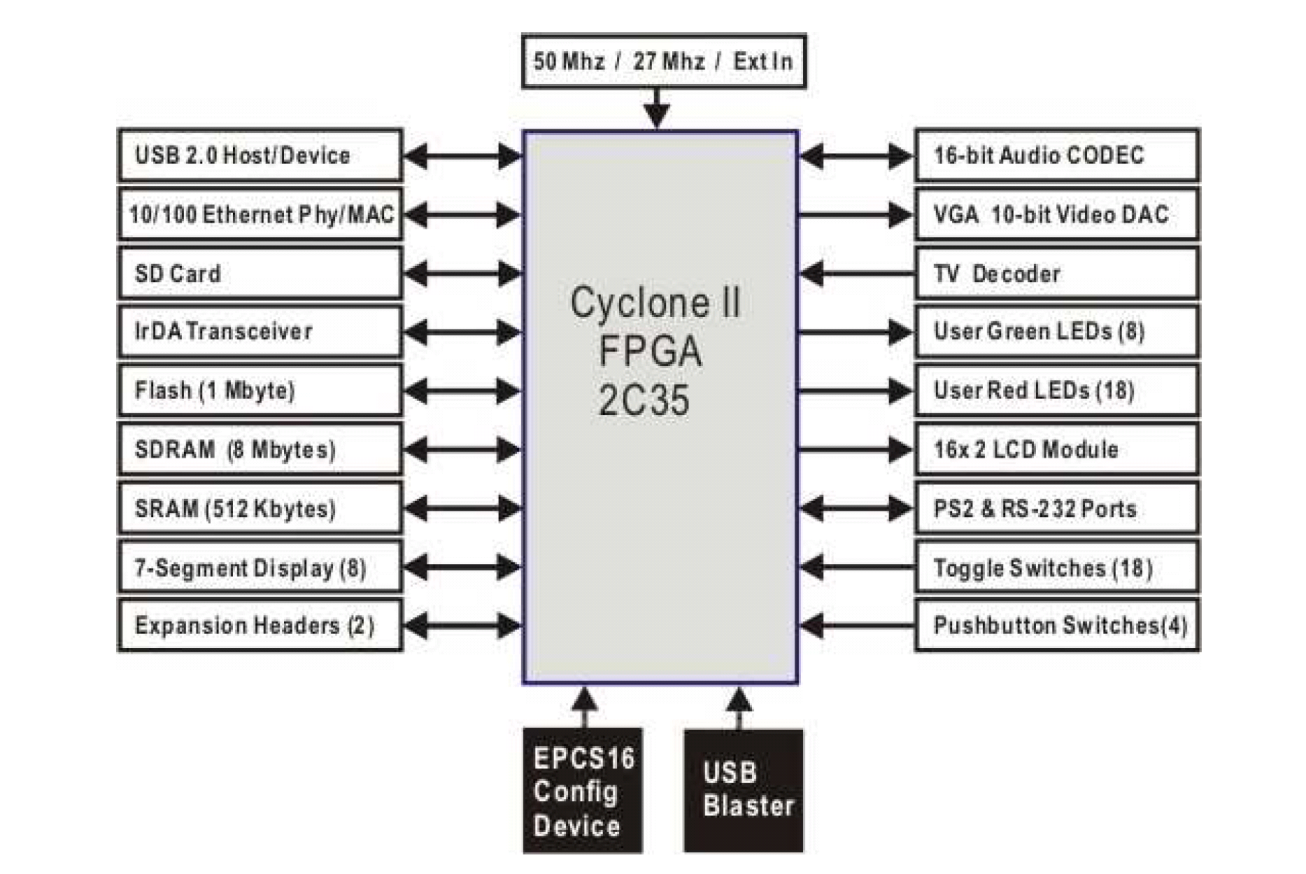 50 Mhz / 27 Mhz / Ext In
USB 2.0 Host/Device
10/100 Ethernet Phy/MAC
SD Card
IrDA Transceiver
Flash (1 Mbyte)
SDRAM (8 Mbytes)
SRAM (512 Kbytes)
7-Segment Display (8)
Expansion Headers (2)
Cyclone II
FPGA
2C35
16-bit Audio CODEC
VGA 10-bit Video DAC
TV Decoder
User Green LEDs (8)
User Red LEDs (18)
16x 2 LCD Module
PS2 & RS-232 Ports
Toggle Switches (18)
Pushbutton Switches(4)
EPCS16
Config
Device
USB
Blaster